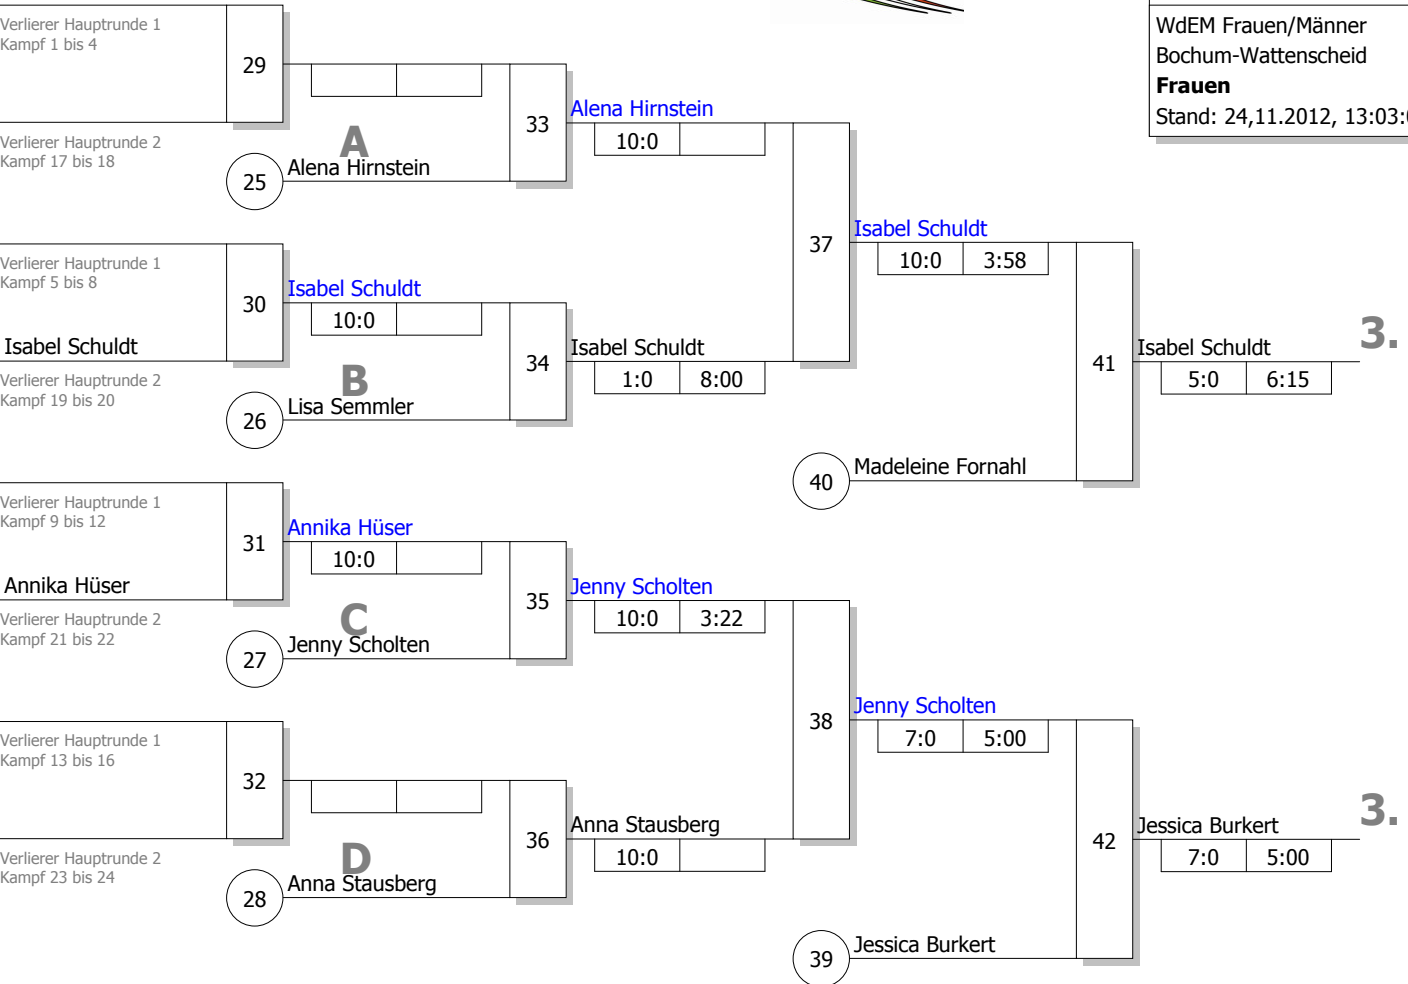 WdEM Frauen/Männer
Bochum-Wattenscheid
Frauen
Stand: 24,11.2012, 13:03:0
Verlierer Hauptrunde 1
Kampf 1 bis 4
29
Verlierer Hauptrunde 2
Kampf 17 bis 18
A
25
Alena Hirnstein
33
Alena Hirnstein
10:0
Verlierer Hauptrunde 1
Kampf 5 bis 8
30
Isabel Schuldt
Isabel Schuldt
10:0
Verlierer Hauptrunde 2
Kampf 19 bis 20
B
26
Lisa Semmler
34
Isabel Schuldt
1:0 8:00
37
Isabel Schuldt
10:0 3:58
40
Madeleine Fornahl
41
Isabel Schuldt
5:0 6:15
3.
Verlierer Hauptrunde 1
Kampf 9 bis 12
31
Annika Hüser
Annika Hüser
10:0
Verlierer Hauptrunde 2
Kampf 21 bis 22
C
27
Jenny Scholten
35
Jenny Scholten
10:0 3:22
Verlierer Hauptrunde 1
Kampf 13 bis 16
32
Verlierer Hauptrunde 2
Kampf 23 bis 24
D
28
Anna Stausberg
36
Anna Stausberg
10:0
38
Jenny Scholten
7:0 5:00
39
Jessica Burkert
42
Jessica Burkert
7:0 5:00
3.